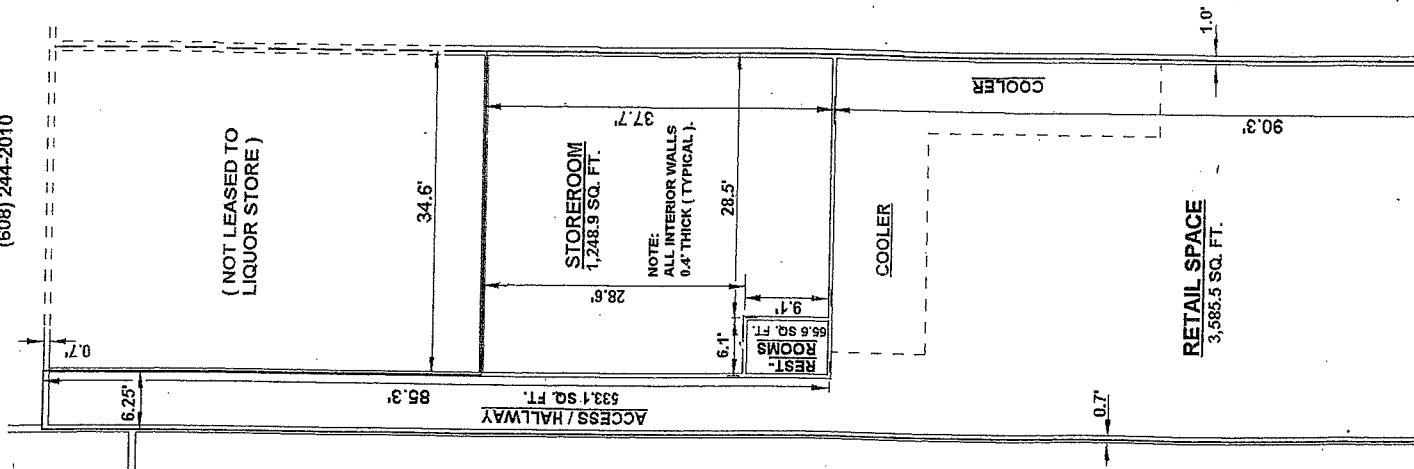 (608) 244-2010
0.7'
( NOT LEASED TO
LIQUOR STORE )
6.25'
34.6'
85.3'
ACCESS / HALLWAY
533.1 SQ. FT.
STOREROOM
1,248.9 SQ. FT.
37.7'
NOTE:
ALL INTERIOR WALLS
0.4' THICK ( TYPICAL ).
28.6'
28.5'
6.1'
9.1'
REST-
ROOMS
65.6 SQ. FT.
COOLER
COOLER
1.0'
90.3'
RETAIL SPACE
3,585.5 SQ. FT.
0.7'